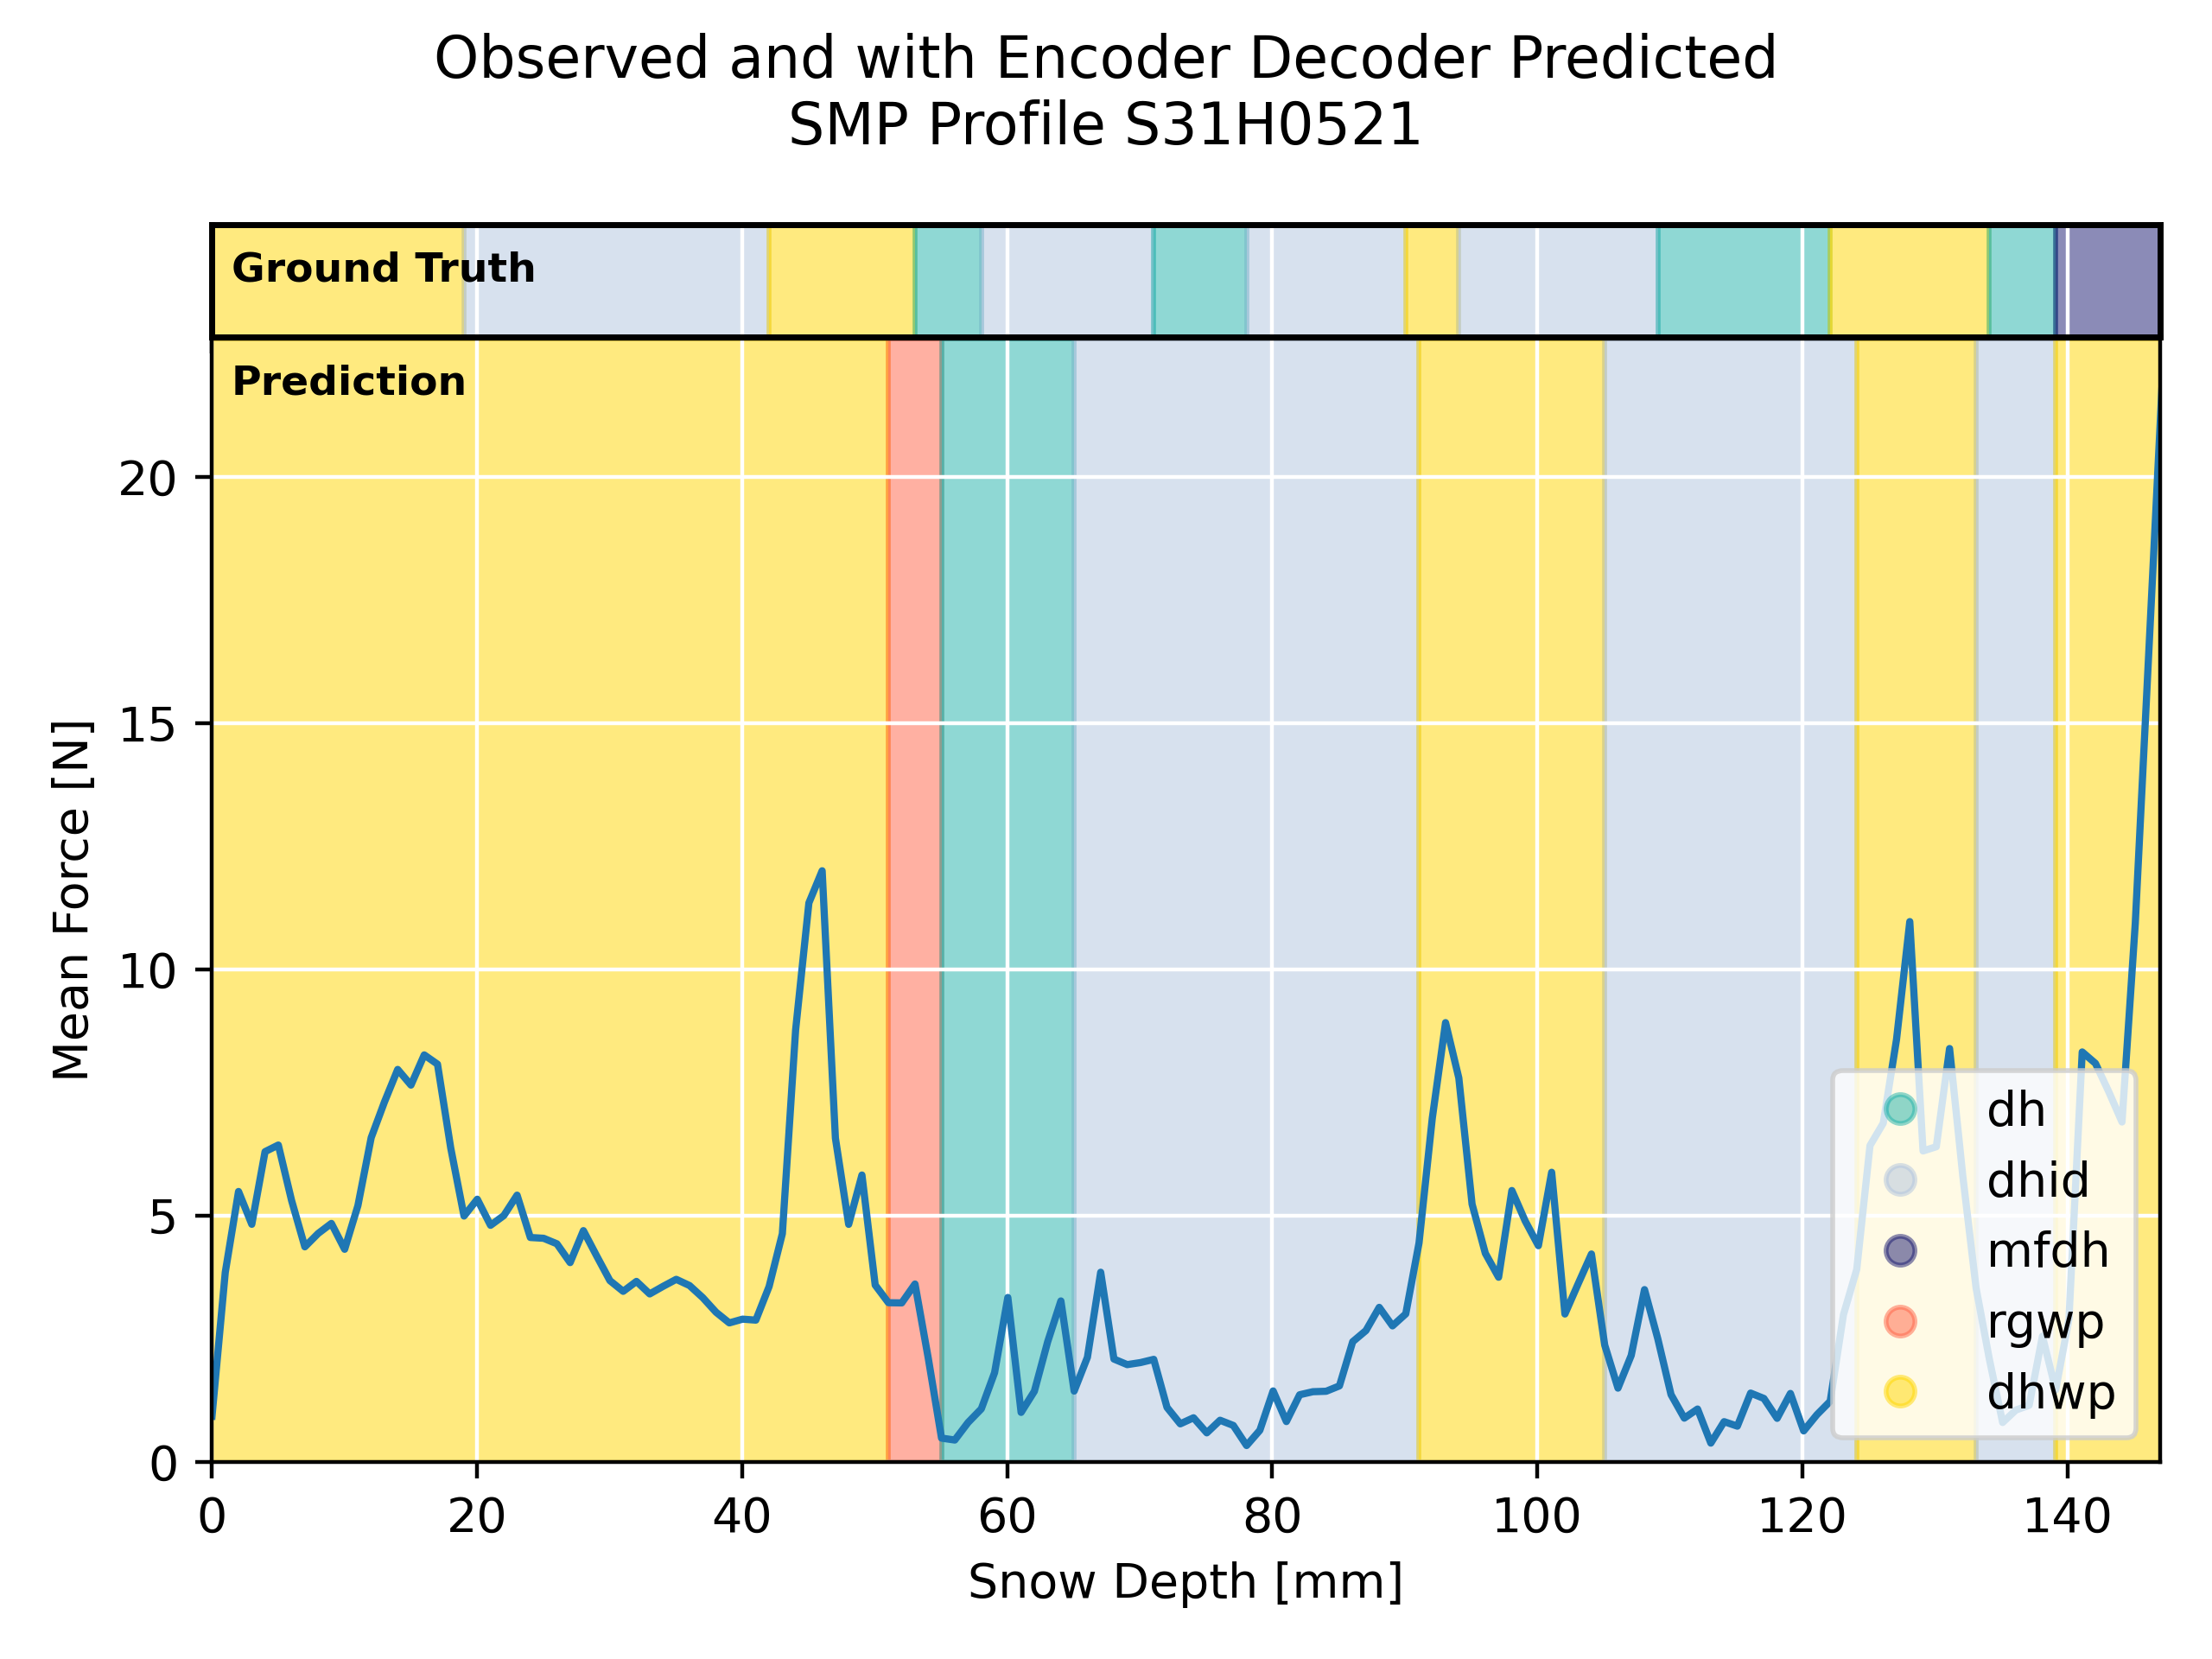 Observed and with Encoder Decoder Predicted
SMP Profile S31H0521
Ground Truth
Prediction
Mean Force [N]
20
15
10
5
0
0 20 40 60 80 100 120 140
Snow Depth [mm]
dh
dhid
mfdh
rgwp
dhwp